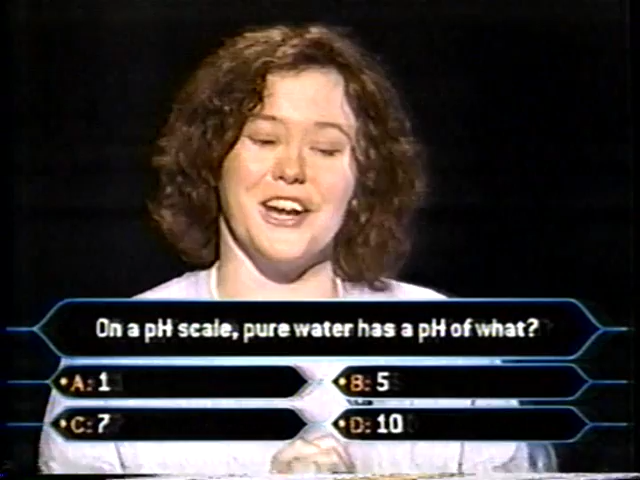 On a pH scale, pure water has a pH of what?
A: 1
B: 5
C: 7
D: 10